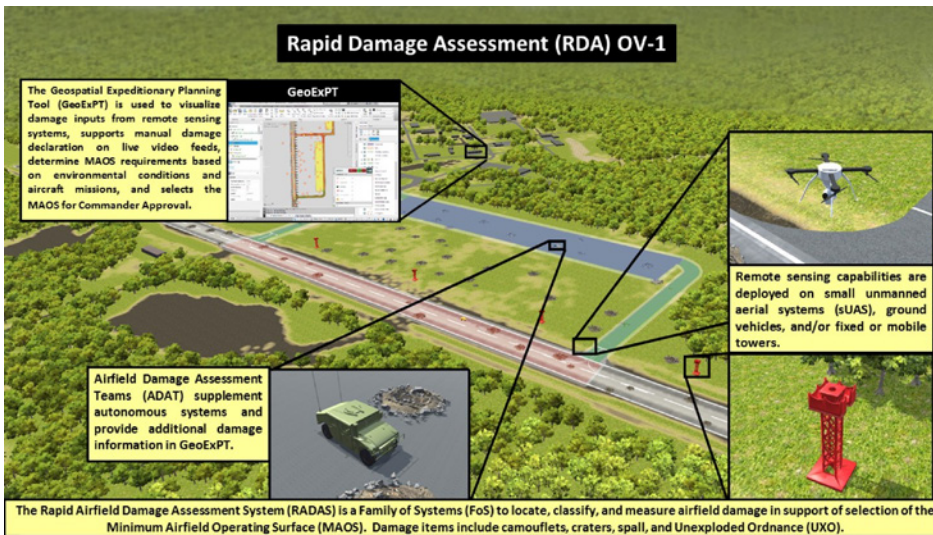 Rapid Damage Assessment (RDA) OV-1
The Geospatial Expeditionary Planning
Tool (GeoExPT) is used to visualize
damage inputs from remote sensing
systems, supports manual damage
declaration on live video feeds,
determine MAOS requirements based
on environmental conditions and
aircraft missions, and selects the
MAOS for Commander Approval.
GeoExPT
Remote sensing capabilities are
deployed on small unmanned
aerial systems (sUAS), ground
vehicles, and/or fixed or mobile
towers.
Airfield Damage Assessment
Teams (ADAT) supplement
autonomous systems and
provide additional damage
information in GeoExPT.
The Rapid Airfield Damage Assessment System (RADAS) is a Family of Systems (FoS) to locate, classify, and measure airfield damage in support of selection of the
Minimum Airfield Operating Surface (MAOS). Damage items include camouflets, craters, spall, and Unexploded Ordnance (UXO).